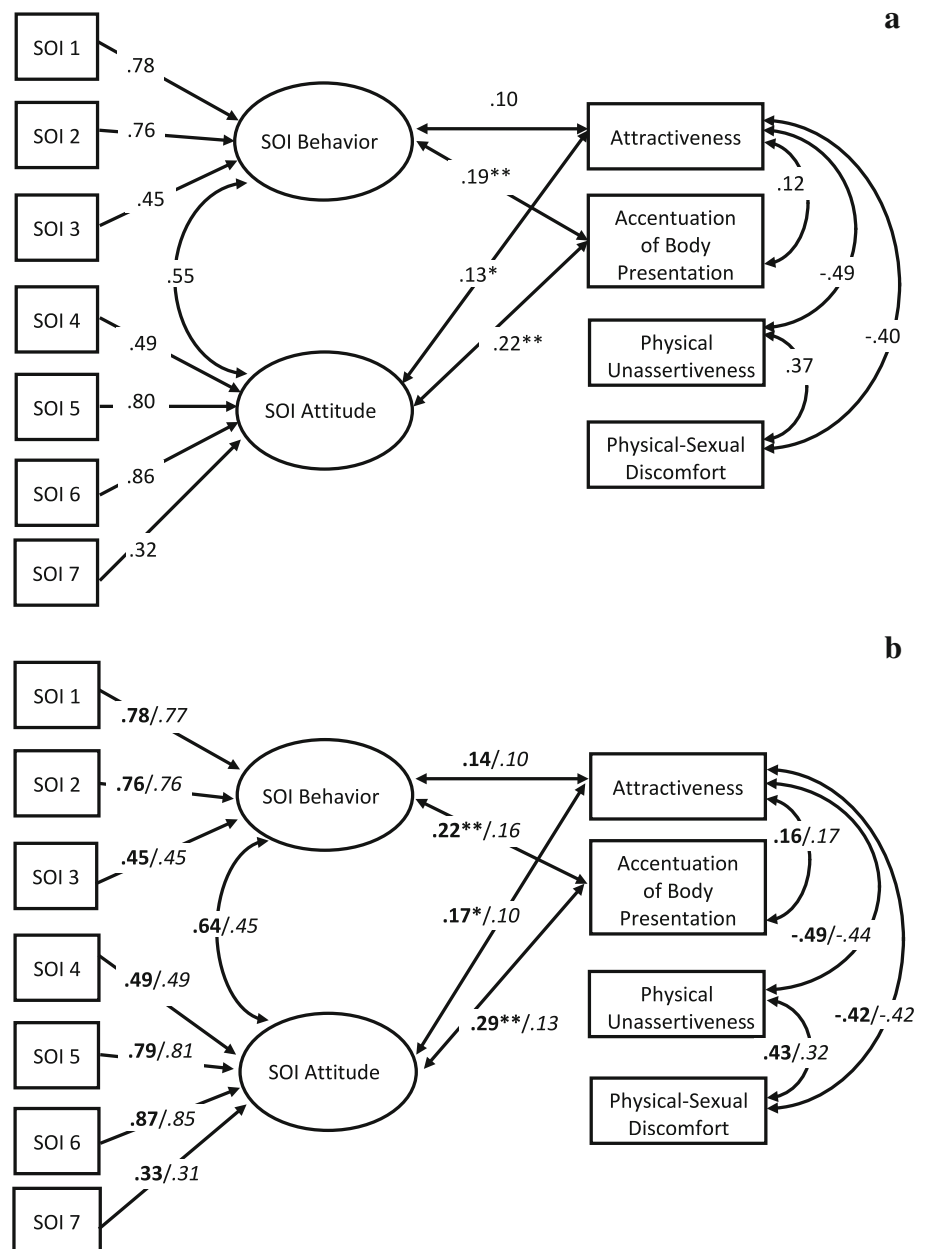 a
SOI 1
SOI 2
SOI 3
SOI 4
SOI 5
SOI 6
SOI 7
.78
.76
.45
.55
.49
.80
.86
.32
SOI Behavior
SOI Attitude
.10
.19**
.13*
.22**
Attractiveness
Accentuation
of Body
Presentation
Physical
Unassertiveness
Physical-Sexual
Discomfort
.12
-.49
-.40
.37
b
SOI 1
SOI 2
SOI 3
SOI 4
SOI 5
SOI 6
SOI 7
.78/.77
.76/.76
.45/.45
.64/.45
.49/.49
.79/.81
.87/.85
.33/.31
SOI Behavior
SOI Attitude
.14/.10
.22**/.16
.17*/.10
.29**/.13
Attractiveness
Accentuation
of Body
Presentation
Physical
Unassertiveness
Physical-Sexual
Discomfort
.16/.17
-.49/-.44
-.42/-.42
.43/.32